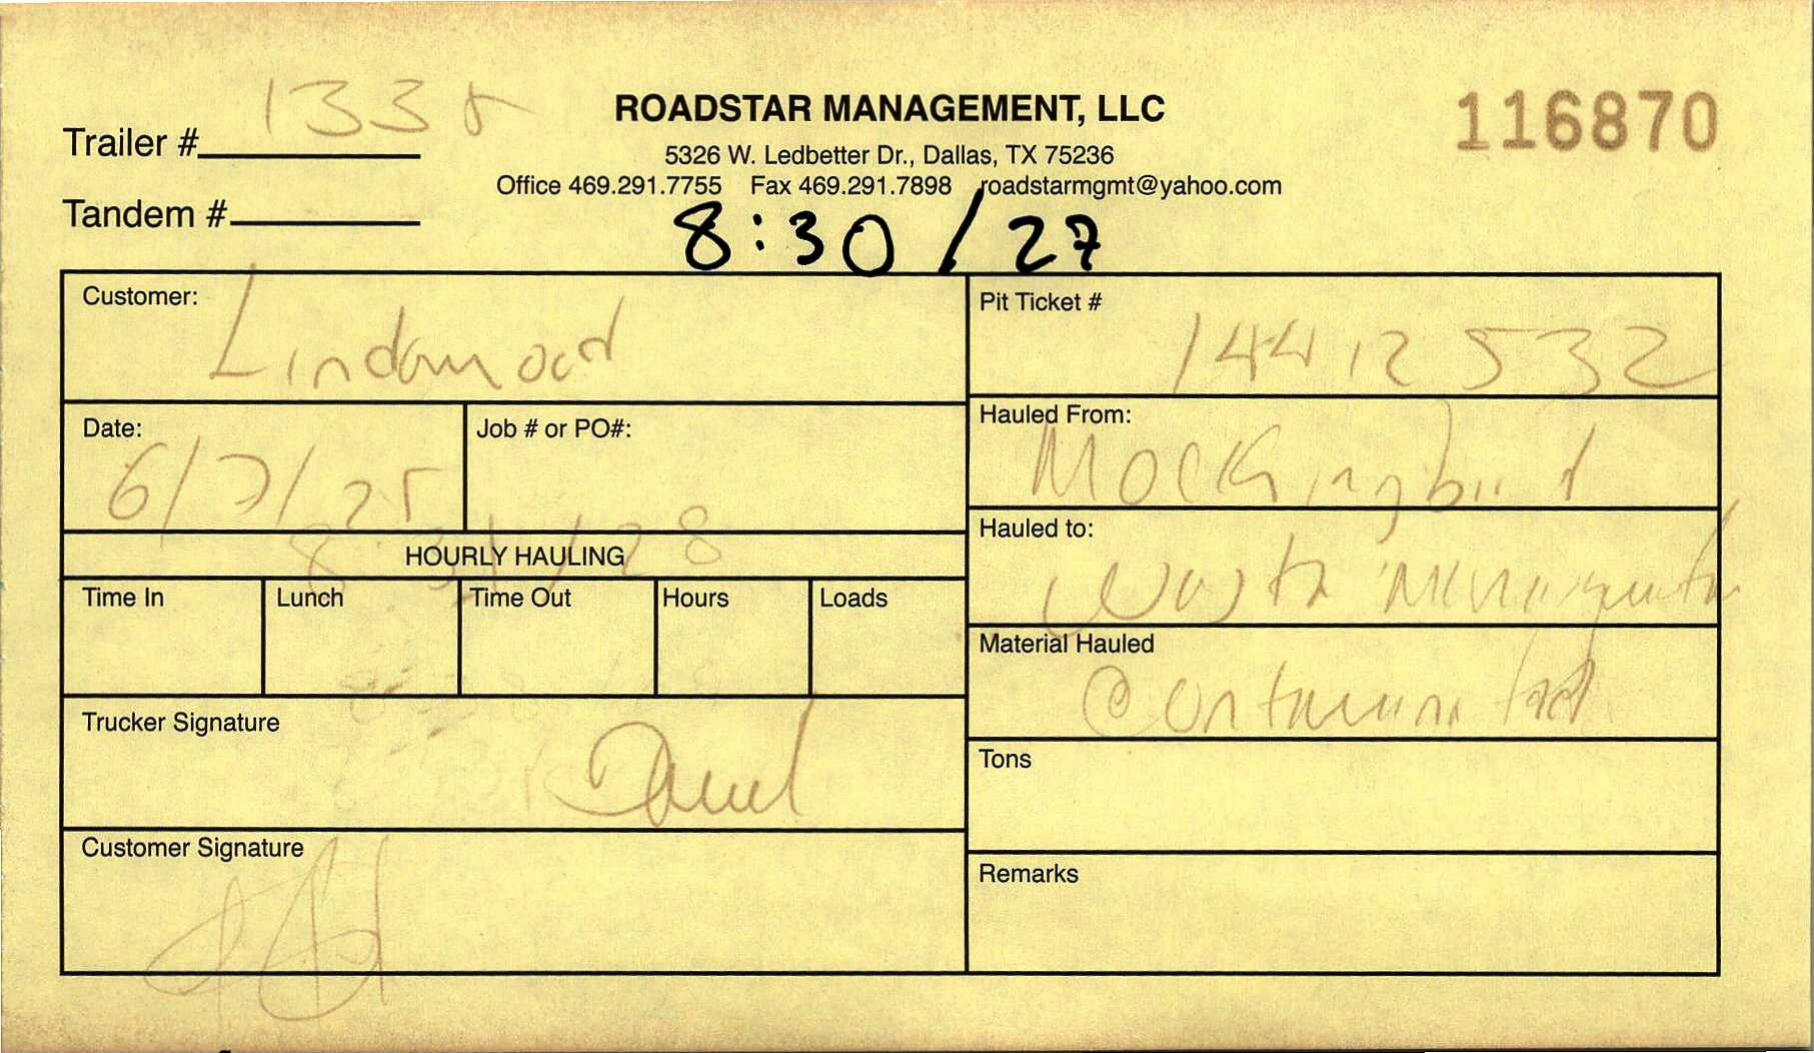 Trailer # 1338
ROADSTAR MANAGEMENT, LLC
116870
5326 W. Ledbetter Dr., Dallas, TX 75236
Office 469.291.7755 Fax 469.291.7898 roadstarmgmt@yahoo.com
Tandem #
8:30 / 27
Customer: Lindamood
Pit Ticket # 14412532
Date: 6/7/25
Job # or PO#:
Hauled From: Mockingbird
8:31 / 28
HOURLY HAULING
Hauled to: Waste Management
Time In Lunch Time Out Hours Loads
Material Hauled Contaminated
Trucker Signature Daniel
Tons
Customer Signature
Remarks